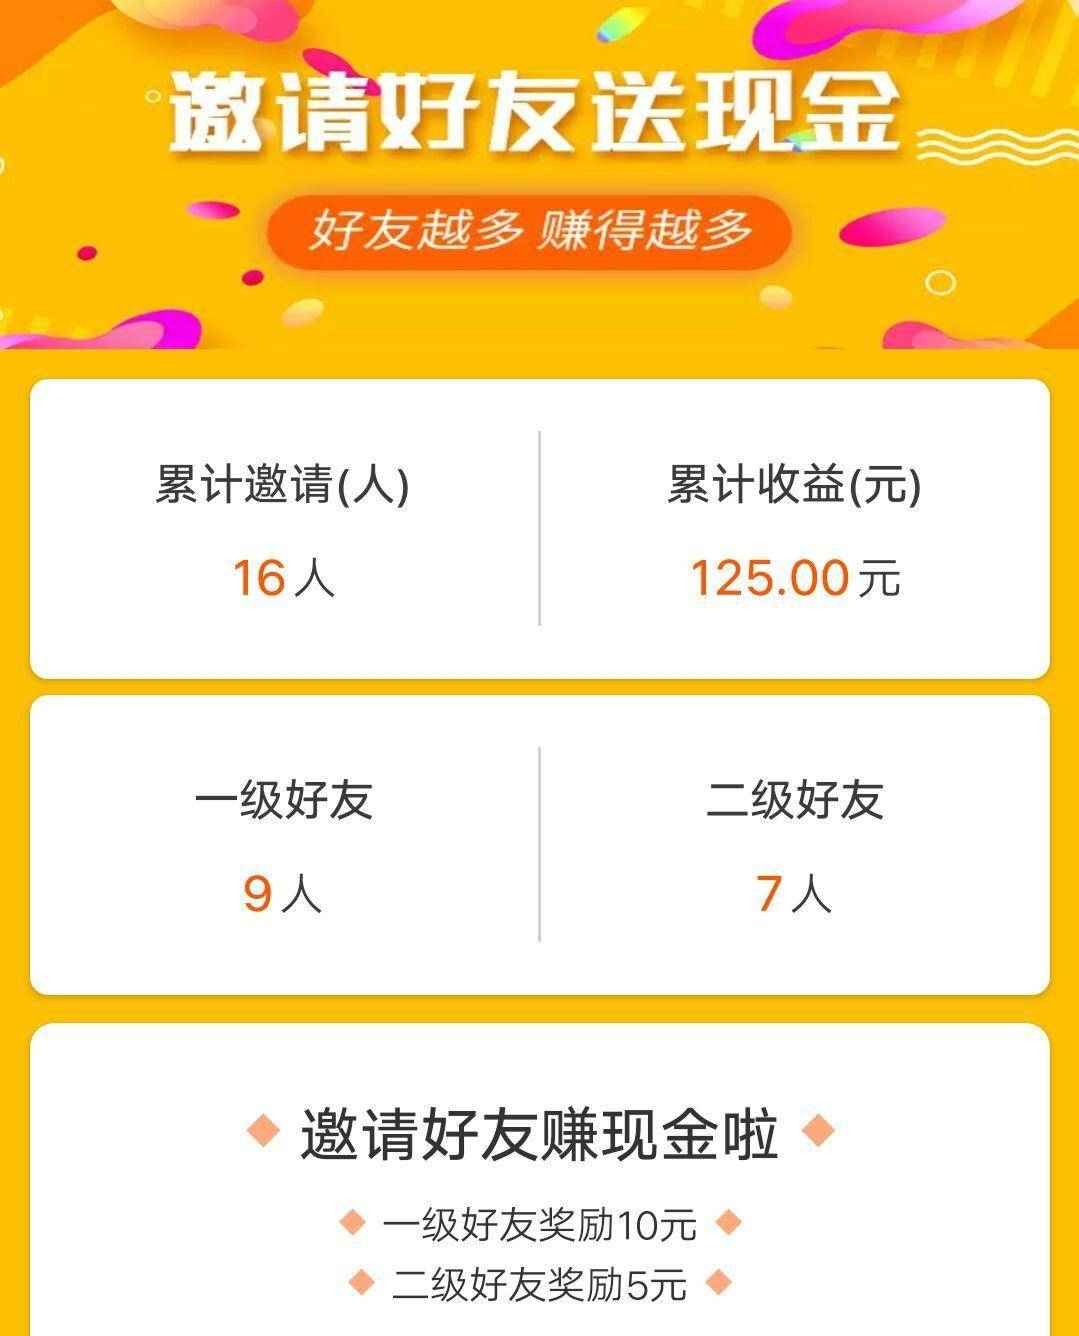 邀请好友送现金
好友越多 赚得越多
累计邀请(人)
累计收益(元)
16人
125.00元
一级好友
二级好友
9人
7人
邀请好友赚现金啦
一级好友奖励10元
二级好友奖励5元